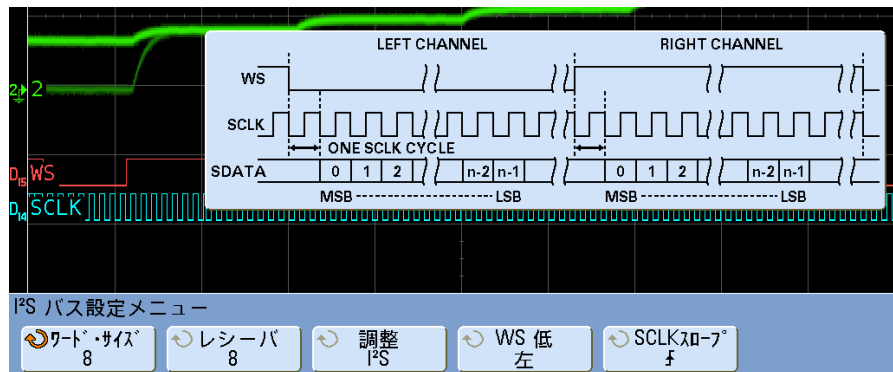 LEFT CHANNEL RIGHT CHANNEL
WS
2 2
SCLK
ONE SCLK CYCLE
SDATA 0 1 2 n-2 n-1 0 1 2 n-2 n-1
MSB LSB MSB LSB
D15 WS
D14 SCLK
I²S バス設定メニュー
ワード・サイズ レシーバ 調整 WS 低 SCLKスロープ
8 8 I²S 左